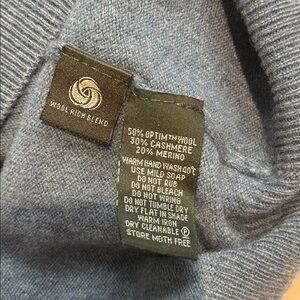 WOOL RICH BLEND
50% OPTIM™ WOOL
30% CASHMERE
20% MERINO
WARM HAND WASH 40°C
USE MILD SOAP
DO NOT RUB
DO NOT BLEACH
DO NOT WRING
DO NOT TUMBLE DRY
DRY FLAT IN SHADE
WARM IRON
DRY CLEANABLE Ⓟ
STORE MOTH FREE